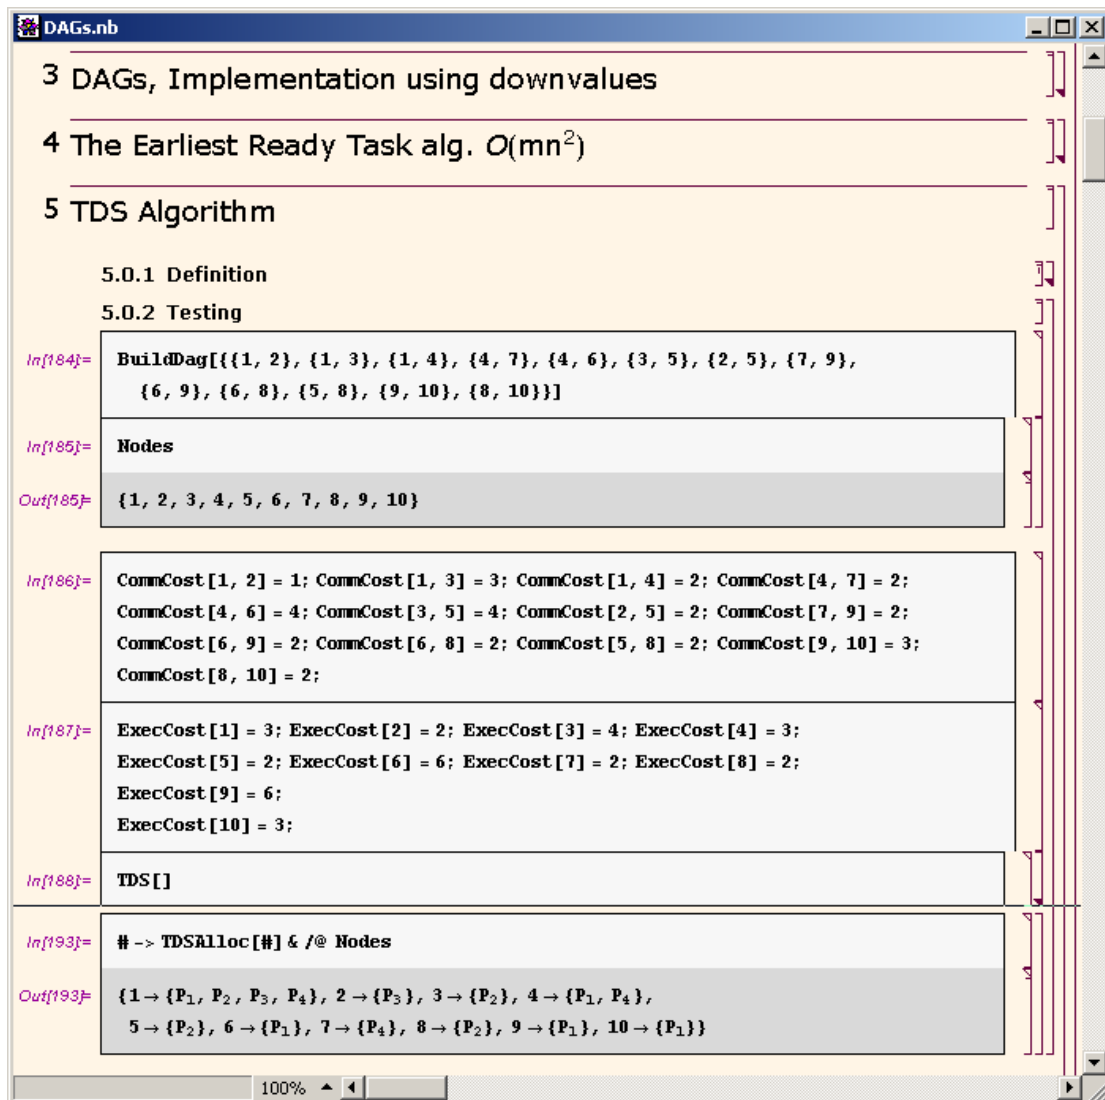 DAGs.nb
3 DAGs, Implementation using downvalues
4 The Earliest Ready Task alg. O(mn²)
5 TDS Algorithm
5.0.1 Definition
5.0.2 Testing
In[184]:=
BuildDag[{{1, 2}, {1, 3}, {1, 4}, {4, 7}, {4, 6}, {3, 5}, {2, 5}, {7, 9},
{6, 9}, {6, 8}, {5, 8}, {9, 10}, {8, 10}}]
In[185]:= Nodes
Out[185]= {1, 2, 3, 4, 5, 6, 7, 8, 9, 10}
In[186]:= CommCost[1, 2] = 1; CommCost[1, 3] = 3; CommCost[1, 4] = 2; CommCost[4, 7] = 2;
CommCost[4, 6] = 4; CommCost[3, 5] = 4; CommCost[2, 5] = 2; CommCost[7, 9] = 2;
CommCost[6, 9] = 2; CommCost[6, 8] = 2; CommCost[5, 8] = 2; CommCost[9, 10] = 3;
CommCost[8, 10] = 2;
In[187]:= ExecCost[1] = 3; ExecCost[2] = 2; ExecCost[3] = 4; ExecCost[4] = 3;
ExecCost[5] = 2; ExecCost[6] = 6; ExecCost[7] = 2; ExecCost[8] = 2;
ExecCost[9] = 6;
ExecCost[10] = 3;
In[188]:= TDS[]
In[193]:= # -> TDSAlloc[#] & /@ Nodes
Out[193]= {1 → {P₁, P₂, P₃, P₄}, 2 → {P₃}, 3 → {P₂}, 4 → {P₁, P₄},
5 → {P₂}, 6 → {P₁}, 7 → {P₄}, 8 → {P₂}, 9 → {P₁}, 10 → {P₁}}
100%